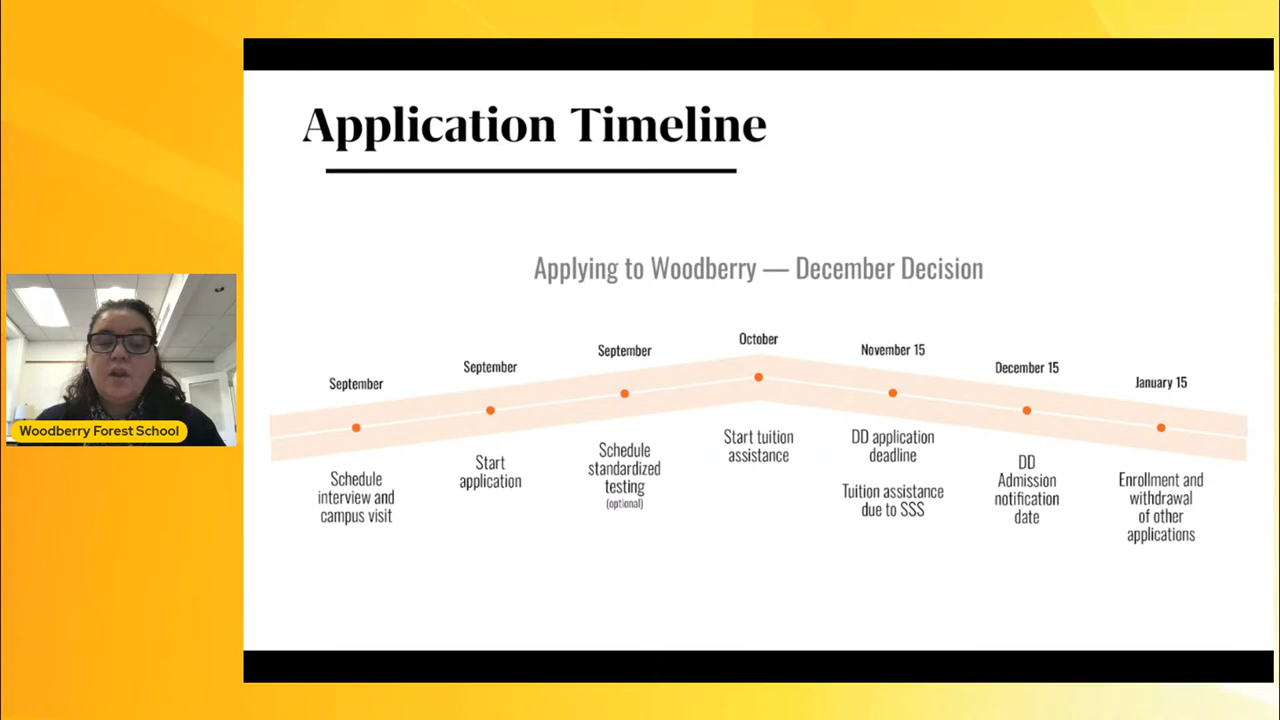 Application Timeline
Applying to Woodberry — December Decision
September
Schedule
interview and
campus visit
September
Start
application
September
Schedule
standardized
testing
(optional)
October
Start tuition
assistance
November 15
DD application
deadline
Tuition assistance
due to SSS
December 15
DD
Admission
notification
date
January 15
Enrollment and
withdrawal
of other
applications
Woodberry Forest School